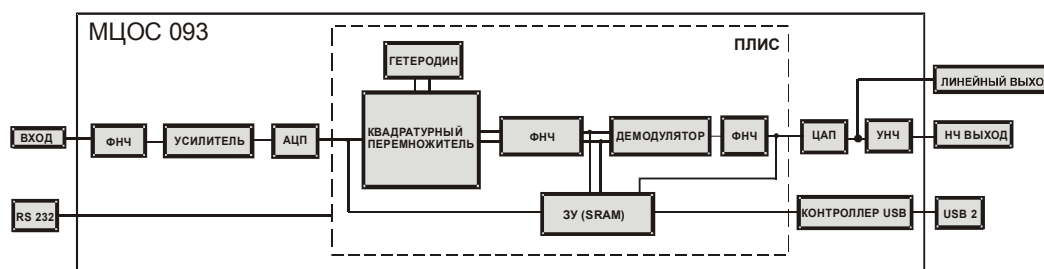 МЦОС 093
ПЛИС
ГЕТЕРОДИН
ЛИНЕЙНЫЙ ВЫХО
ВХОД
ФНЧ
УСИЛИТЕЛЬ
АЦП
КВАДРАТУРНЫЙ
ПЕРЕМНОЖИТЕЛЬ
ФНЧ
ДЕМОДУЛЯТОР
ФНЧ
ЦАП
УНЧ
НЧ ВЫХОД
RS 232
ЗУ (SRAM)
КОНТРОЛЛЕР USB
USB 2